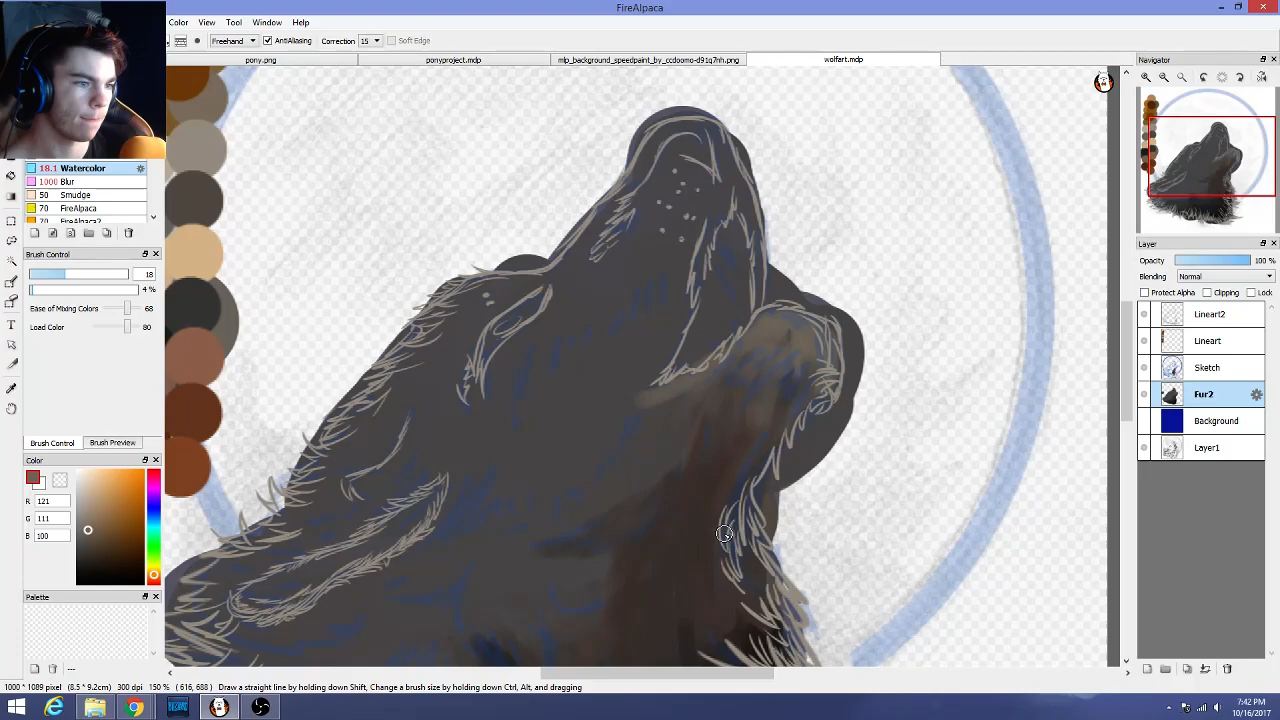 FireAlpaca
Color View Tools Window Help
Freehand AntiAliasing Correction 15 Soft Edge
pony.png ponyproject.mdp mlp_background_speedpaint_by_ccdoomo-d91q7nh.png wolfart.mdp
Navigator
18.1 Watercolor
1000 Blur
50 Smudge
70 FireAlpaca
70 FireAlpaca2
Brush Control
18
4 %
Ease of Mixing Colors 68
Load Color 80
Brush Control Brush Preview
Color
R 121
G 111
B 100
Palette
---
Layer
Opacity 100 %
Blending Normal
Protect Alpha Clipping Lock
Lineart2
Lineart
Sketch
Fur2
Background
Layer1
1000 * 1089 pixel (8.5 * 9.2cm) 300 dpi 150 % ( 616, 688 ) Draw a straight line by holding down Shift, Change a brush size by holding down Ctrl, Alt, and dragging
7:42 PM
10/16/2017